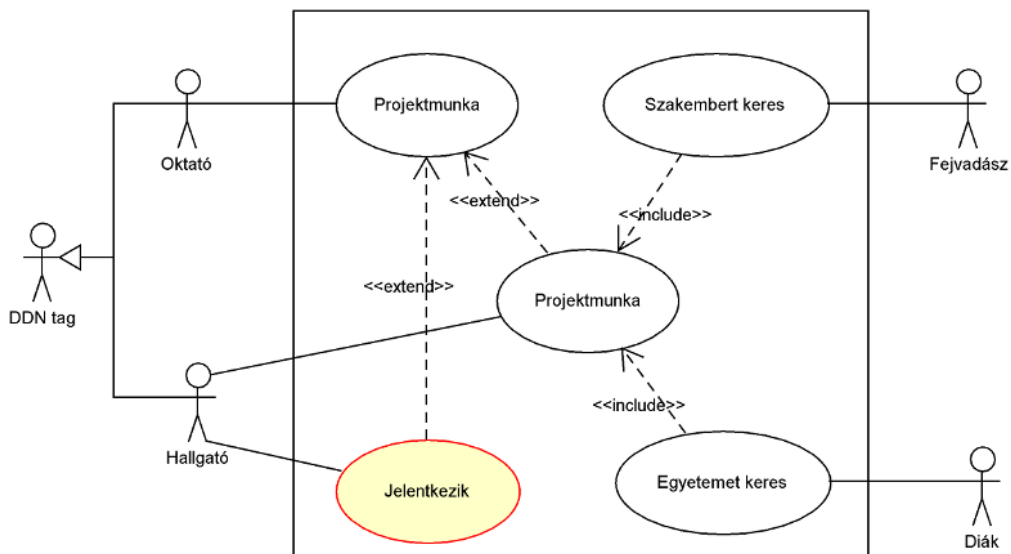 Projektmunka
Szakembert keres
Oktató
Fejvadász
<<extend>>
<<include>>
<<extend>>
Projektmunka
DDN tag
<<include>>
Hallgató
Jelentkezik
Egyetemet keres
Diák